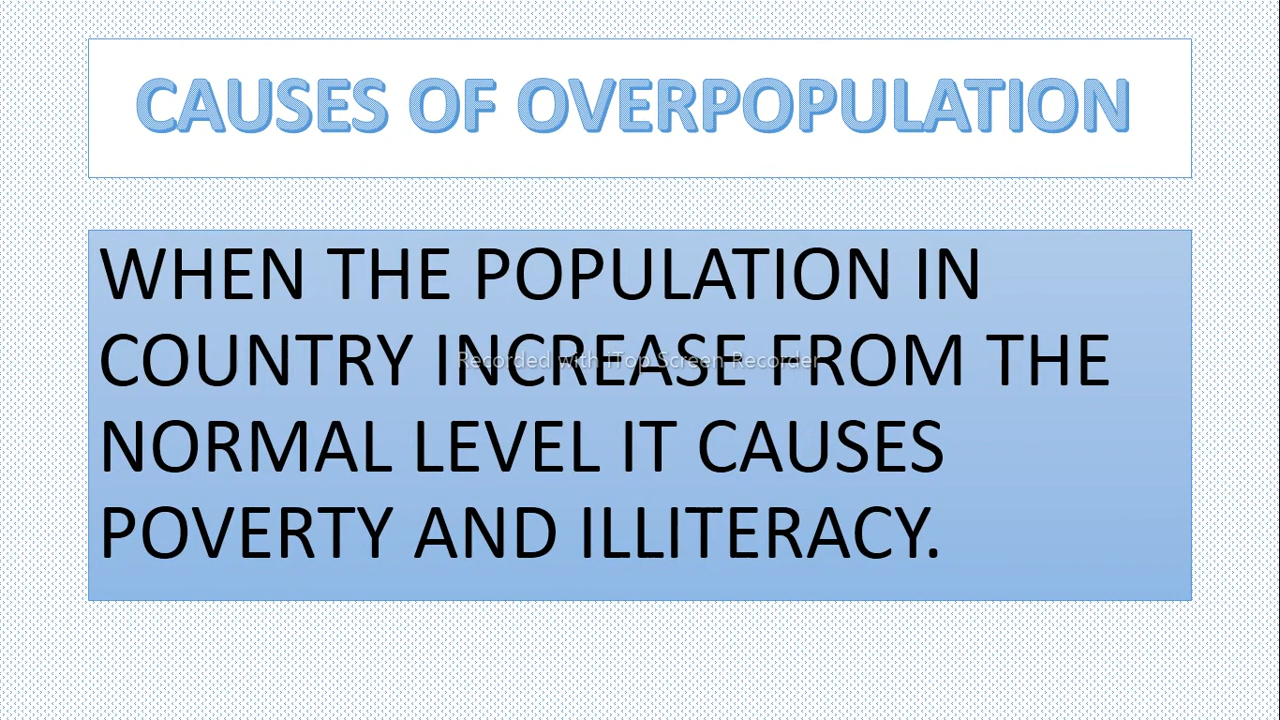 CAUSES OF OVERPOPULATION
WHEN THE POPULATION IN
COUNTRY INCREASE FROM THE
Recorded with iTop Screen Recorder
NORMAL LEVEL IT CAUSES
POVERTY AND ILLITERACY.